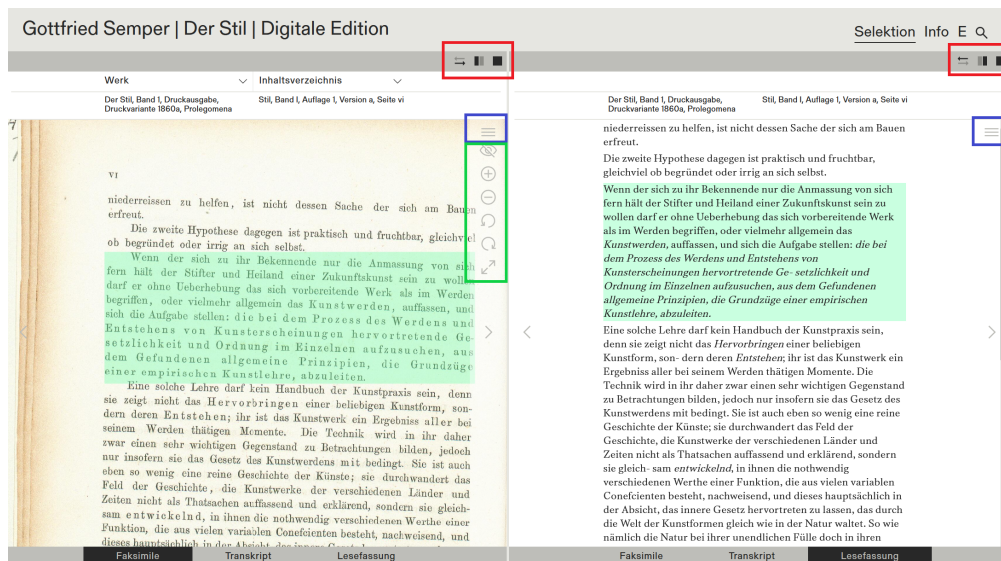 Gottfried Semper | Der Stil | Digitale Edition
Selektion Info E
Werk
Inhaltsverzeichnis
Der Stil, Band 1, Druckausgabe,
Druckvariante 1860a, Prolegomena
Stil, Band I, Auflage 1, Version a, Seite vi
VI
niederreissen zu helfen, ist nicht dessen Sache der sich am Bauen
erfreut.
Die zweite Hypothese dagegen ist praktisch und fruchtbar, gleichviel
ob begründet oder irrig an sich selbst.
Wenn der sich zu ihr Bekennende nur die Anmassung von sich
fern hält der Stifter und Heiland einer Zukunftskunst sein zu wollen
darf er ohne Ueberhebung das sich vorbereitende Werk als im Werden
begriffen, oder vielmehr allgemein das Kunstwerden, auffassen, und
sich die Aufgabe stellen: die bei dem Prozess des Werdens und
Entstehens von Kunsterscheinungen hervortretende Ge-
setzlichkeit und Ordnung im Einzelnen aufzusuchen, aus
dem Gefundenen allgemeine Prinzipien, die Grundzüge
einer empirischen Kunstlehre, abzuleiten.
Eine solche Lehre darf kein Handbuch der Kunstpraxis sein, denn
sie zeigt nicht das Hervorbringen einer beliebigen Kunstform, son-
dern deren Entstehen; ihr ist das Kunstwerk ein Ergebniss aller bei
seinem Werden thätigen Momente. Die Technik wird in ihr daher
zwar einen sehr wichtigen Gegenstand zu Betrachtungen bilden, jedoch
nur insofern sie das Gesetz des Kunstwerdens mit bedingt. Sie ist auch
eben so wenig eine reine Geschichte der Künste; sie durchwandert das
Feld der Geschichte, die Kunstwerke der verschiedenen Länder und
Zeiten nicht als Thatsachen auffassend und erklärend, sondern sie gleich-
sam entwickelnd, in ihnen die nothwendig verschiedenen Werthe einer
Funktion, die aus vielen variablen Conefcienten besteht, nachweisend, und
dieses hauptsächlich in der Absicht, das innere Gesetz
Faksimile
Transkript
Lesefassung
Der Stil, Band 1, Druckausgabe,
Druckvariante 1860a, Prolegomena
Stil, Band I, Auflage 1, Version a, Seite vi
niederreissen zu helfen, ist nicht dessen Sache der sich am Bauen
erfreut.
Die zweite Hypothese dagegen ist praktisch und fruchtbar,
gleichviel ob begründet oder irrig an sich selbst.
Wenn der sich zu ihr Bekennende nur die Anmassung von sich
fern hält der Stifter und Heiland einer Zukunftskunst sein zu
wollen darf er ohne Ueberhebung das sich vorbereitende Werk
als im Werden begriffen, oder vielmehr allgemein das
Kunstwerden, auffassen, und sich die Aufgabe stellen: die bei
dem Prozess des Werdens und Entstehens von
Kunsterscheinungen hervortretende Ge- setzlichkeit und
Ordnung im Einzelnen aufzusuchen, aus dem Gefundenen
allgemeine Prinzipien, die Grundzüge einer empirischen
Kunstlehre, abzuleiten.
Eine solche Lehre darf kein Handbuch der Kunstpraxis sein,
denn sie zeigt nicht das Hervorbringen einer beliebigen
Kunstform, son- dern deren Entstehen; ihr ist das Kunstwerk ein
Ergebniss aller bei seinem Werden thätigen Momente. Die
Technik wird in ihr daher zwar einen sehr wichtigen Gegenstand
zu Betrachtungen bilden, jedoch nur insofern sie das Gesetz des
Kunstwerdens mit bedingt. Sie ist auch eben so wenig eine reine
Geschichte der Künste; sie durchwandert das Feld der
Geschichte, die Kunstwerke der verschiedenen Länder und
Zeiten nicht als Thatsachen auffassend und erklärend, sondern
sie gleich- sam entwickelnd, in ihnen die nothwendig
verschiedenen Werthe einer Funktion, die aus vielen variablen
Conefcienten besteht, nachweisend, und dieses hauptsächlich in
der Absicht, das innere Gesetz hervortreten zu lassen, das durch
die Welt der Kunstformen gleich wie in der Natur waltet. So wie
nämlich die Natur bei ihrer unendlichen Fülle doch in ihren
Faksimile
Transkript
Lesefassung